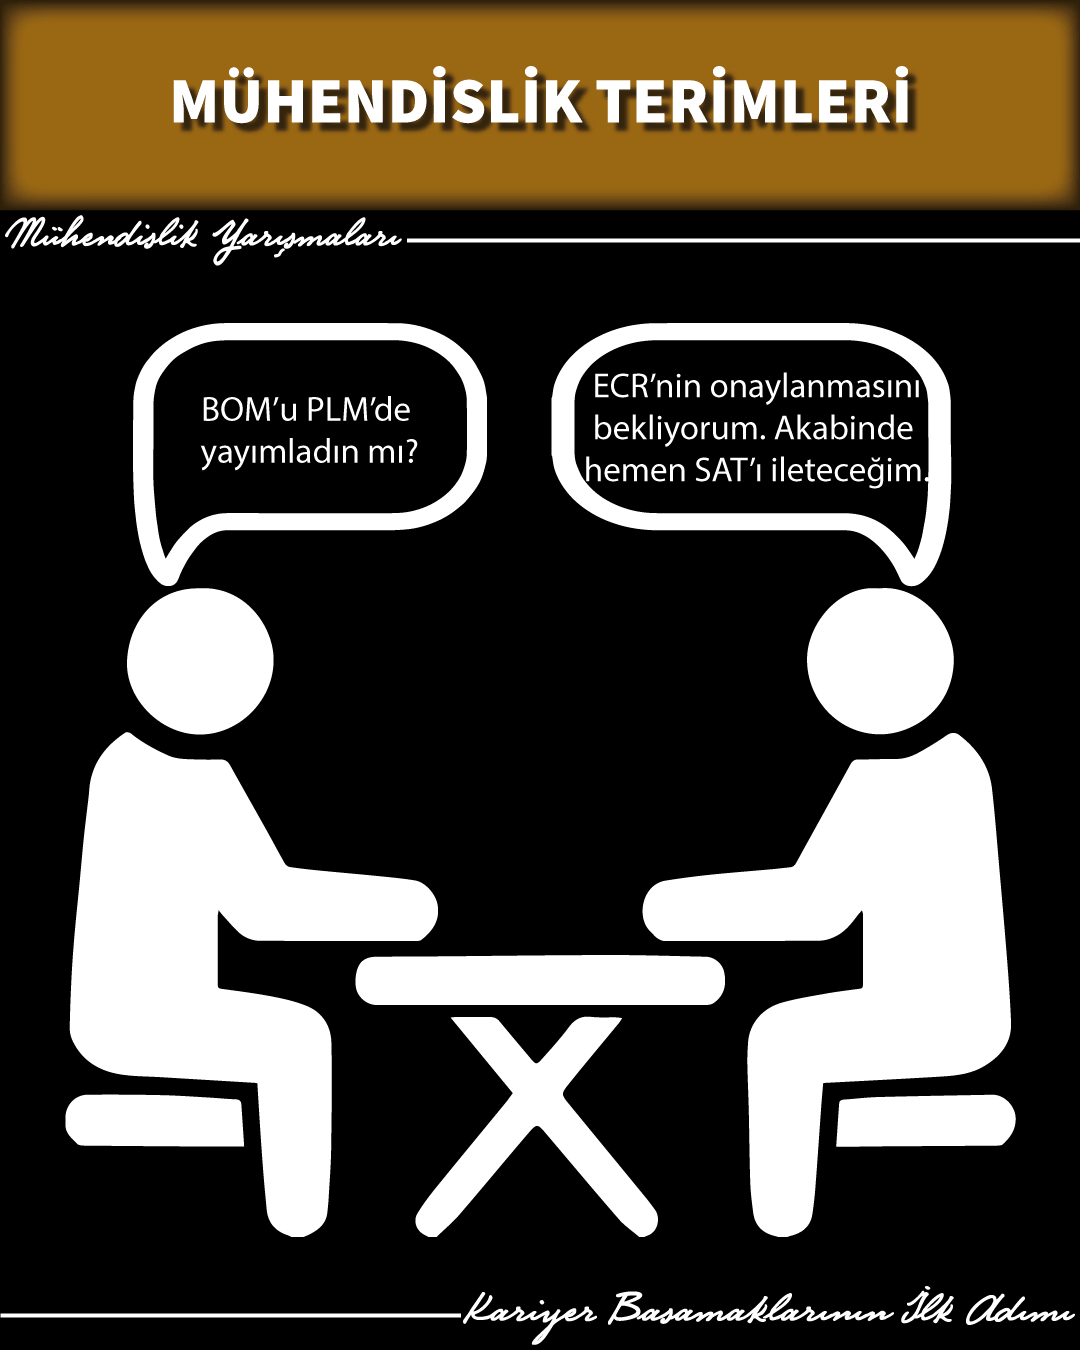 MÜHENDİSLİK TERİMLERİ
Mühendislik Yarışmaları
BOM’u PLM’de
yayımladın mı?
ECR’nin onaylanmasını
bekliyorum. Akabinde
hemen SAT’ı ileteceğim.
Kariyer Basamaklarının İlk Adımı